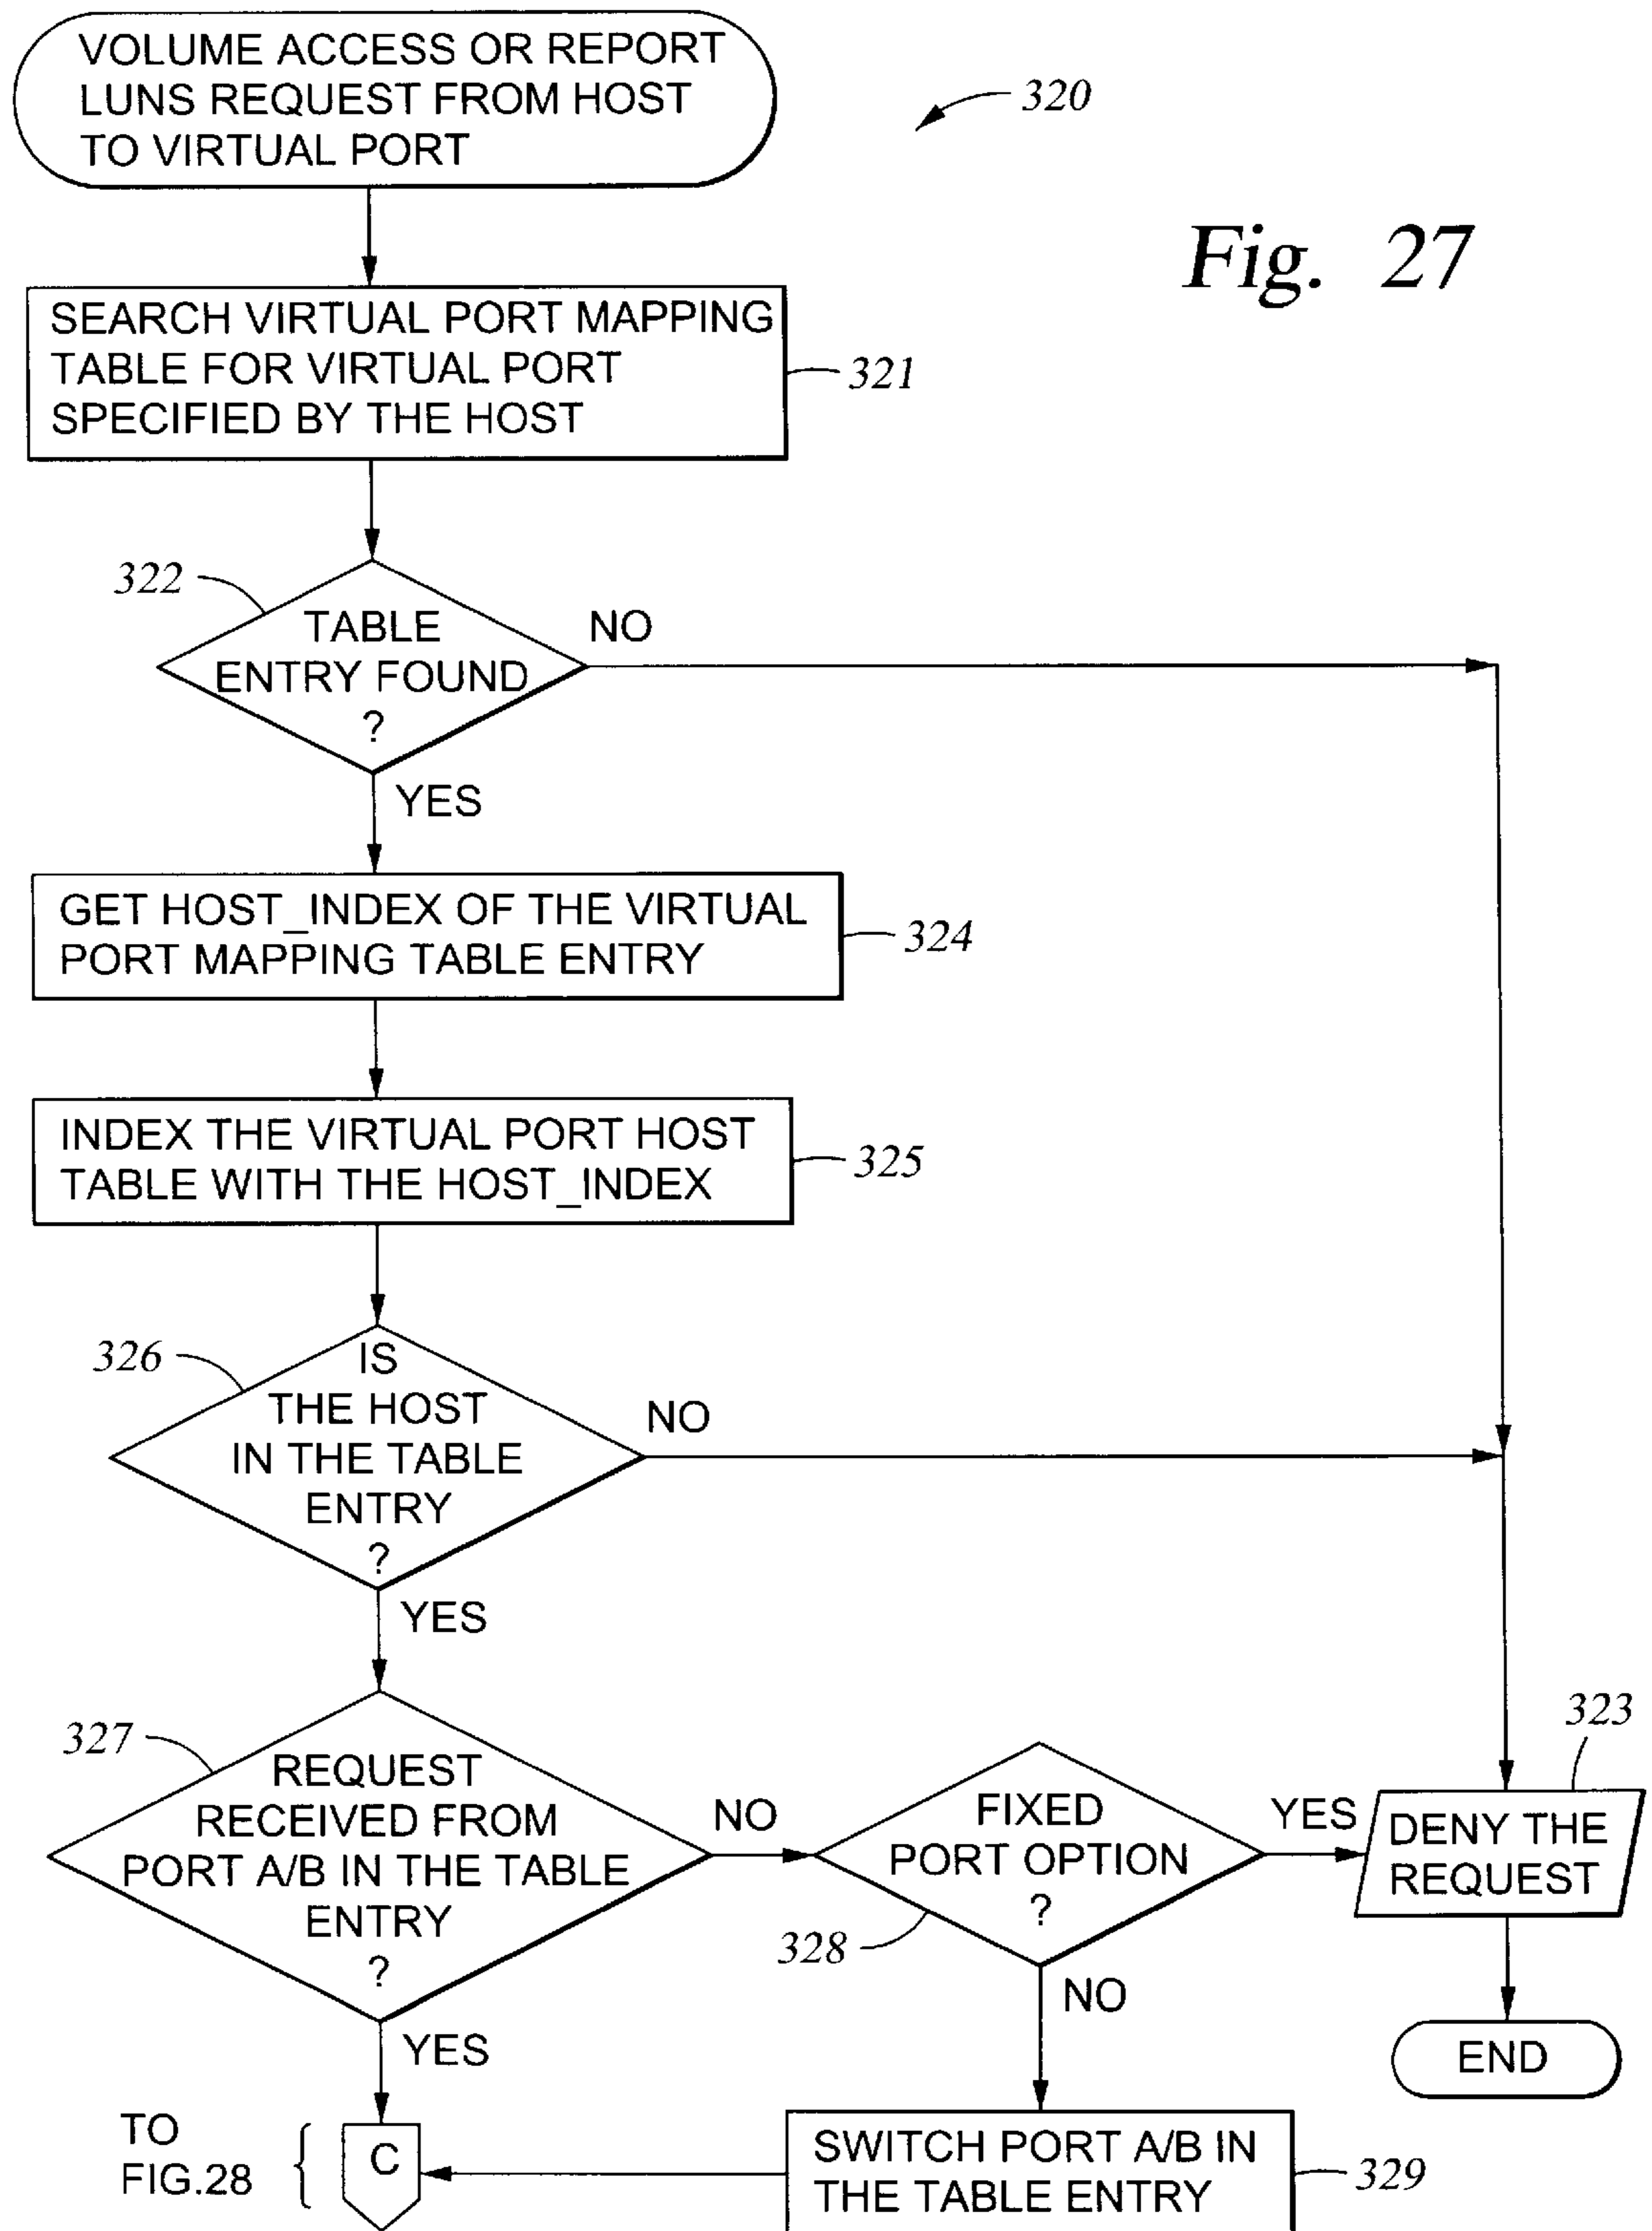 VOLUME ACCESS OR REPORT
LUNS REQUEST FROM HOST
TO VIRTUAL PORT
320
Fig. 27
SEARCH VIRTUAL PORT MAPPING
TABLE FOR VIRTUAL PORT
SPECIFIED BY THE HOST
321
322
TABLE
ENTRY FOUND
?
NO
YES
GET HOST_INDEX OF THE VIRTUAL
PORT MAPPING TABLE ENTRY
324
INDEX THE VIRTUAL PORT HOST
TABLE WITH THE HOST_INDEX
325
326
IS
THE HOST
IN THE TABLE
ENTRY
?
NO
YES
327
REQUEST
RECEIVED FROM
PORT A/B IN THE TABLE
ENTRY
?
NO
YES
FIXED
PORT OPTION
?
328
YES
NO
323
DENY THE
REQUEST
END
TO
FIG.28
C
SWITCH PORT A/B IN
THE TABLE ENTRY
329